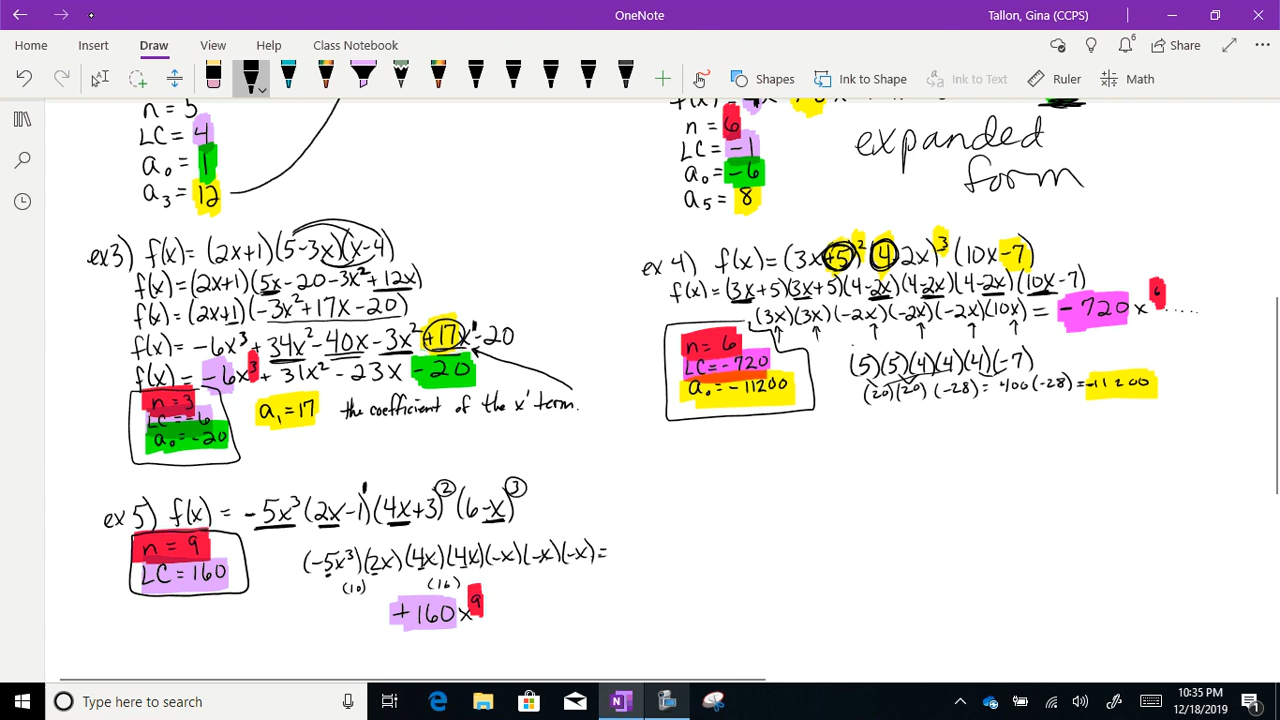 OneNote
Tallon, Gina (CCPS)
Home Insert Draw View Help Class Notebook
6
Share
Shapes Ink to Shape Ink to Text Ruler Math
n = 5
LC = 4
a₀ = 1
a₃ = 12
n = 6
LC = -1
a₀ = -6
a₅ = 8
expanded
form
ex3) f(x) = (2x+1)(5-3x)(x-4)
f(x) = (2x+1)(5x-20-3x²+12x)
f(x) = (2x+1)(-3x²+17x-20)
f(x) = -6x³+34x²-40x-3x²+17x¹-20
f(x) = -6x³+31x²-23x-20
n = 3
LC = -6
a₀ = -20
a₁ = 17
the coefficient of the x¹ term.
ex 4) f(x) = (3x+5)²(4-2x)³(10x-7)
f(x) = (3x+5)(3x+5)(4-2x)(4-2x)(4-2x)(10x-7)
(3x)(3x)(-2x)(-2x)(-2x)(10x) = -720x⁶.....
n = 6
LC = -720
a₀ = -11200
(5)(5)(4)(4)(4)(-7)
(20)(20)(-28) = 400(-28) = -11200
ex 5) f(x) = -5x³(2x-1)¹(4x+3)²(6-x)³
n = 9
LC = 160
(-5x³)(2x)(4x)(4x)(-x)(-x)(-x) =
(10) (16)
+160x⁹
Type here to search
10:35 PM
12/18/2019
1